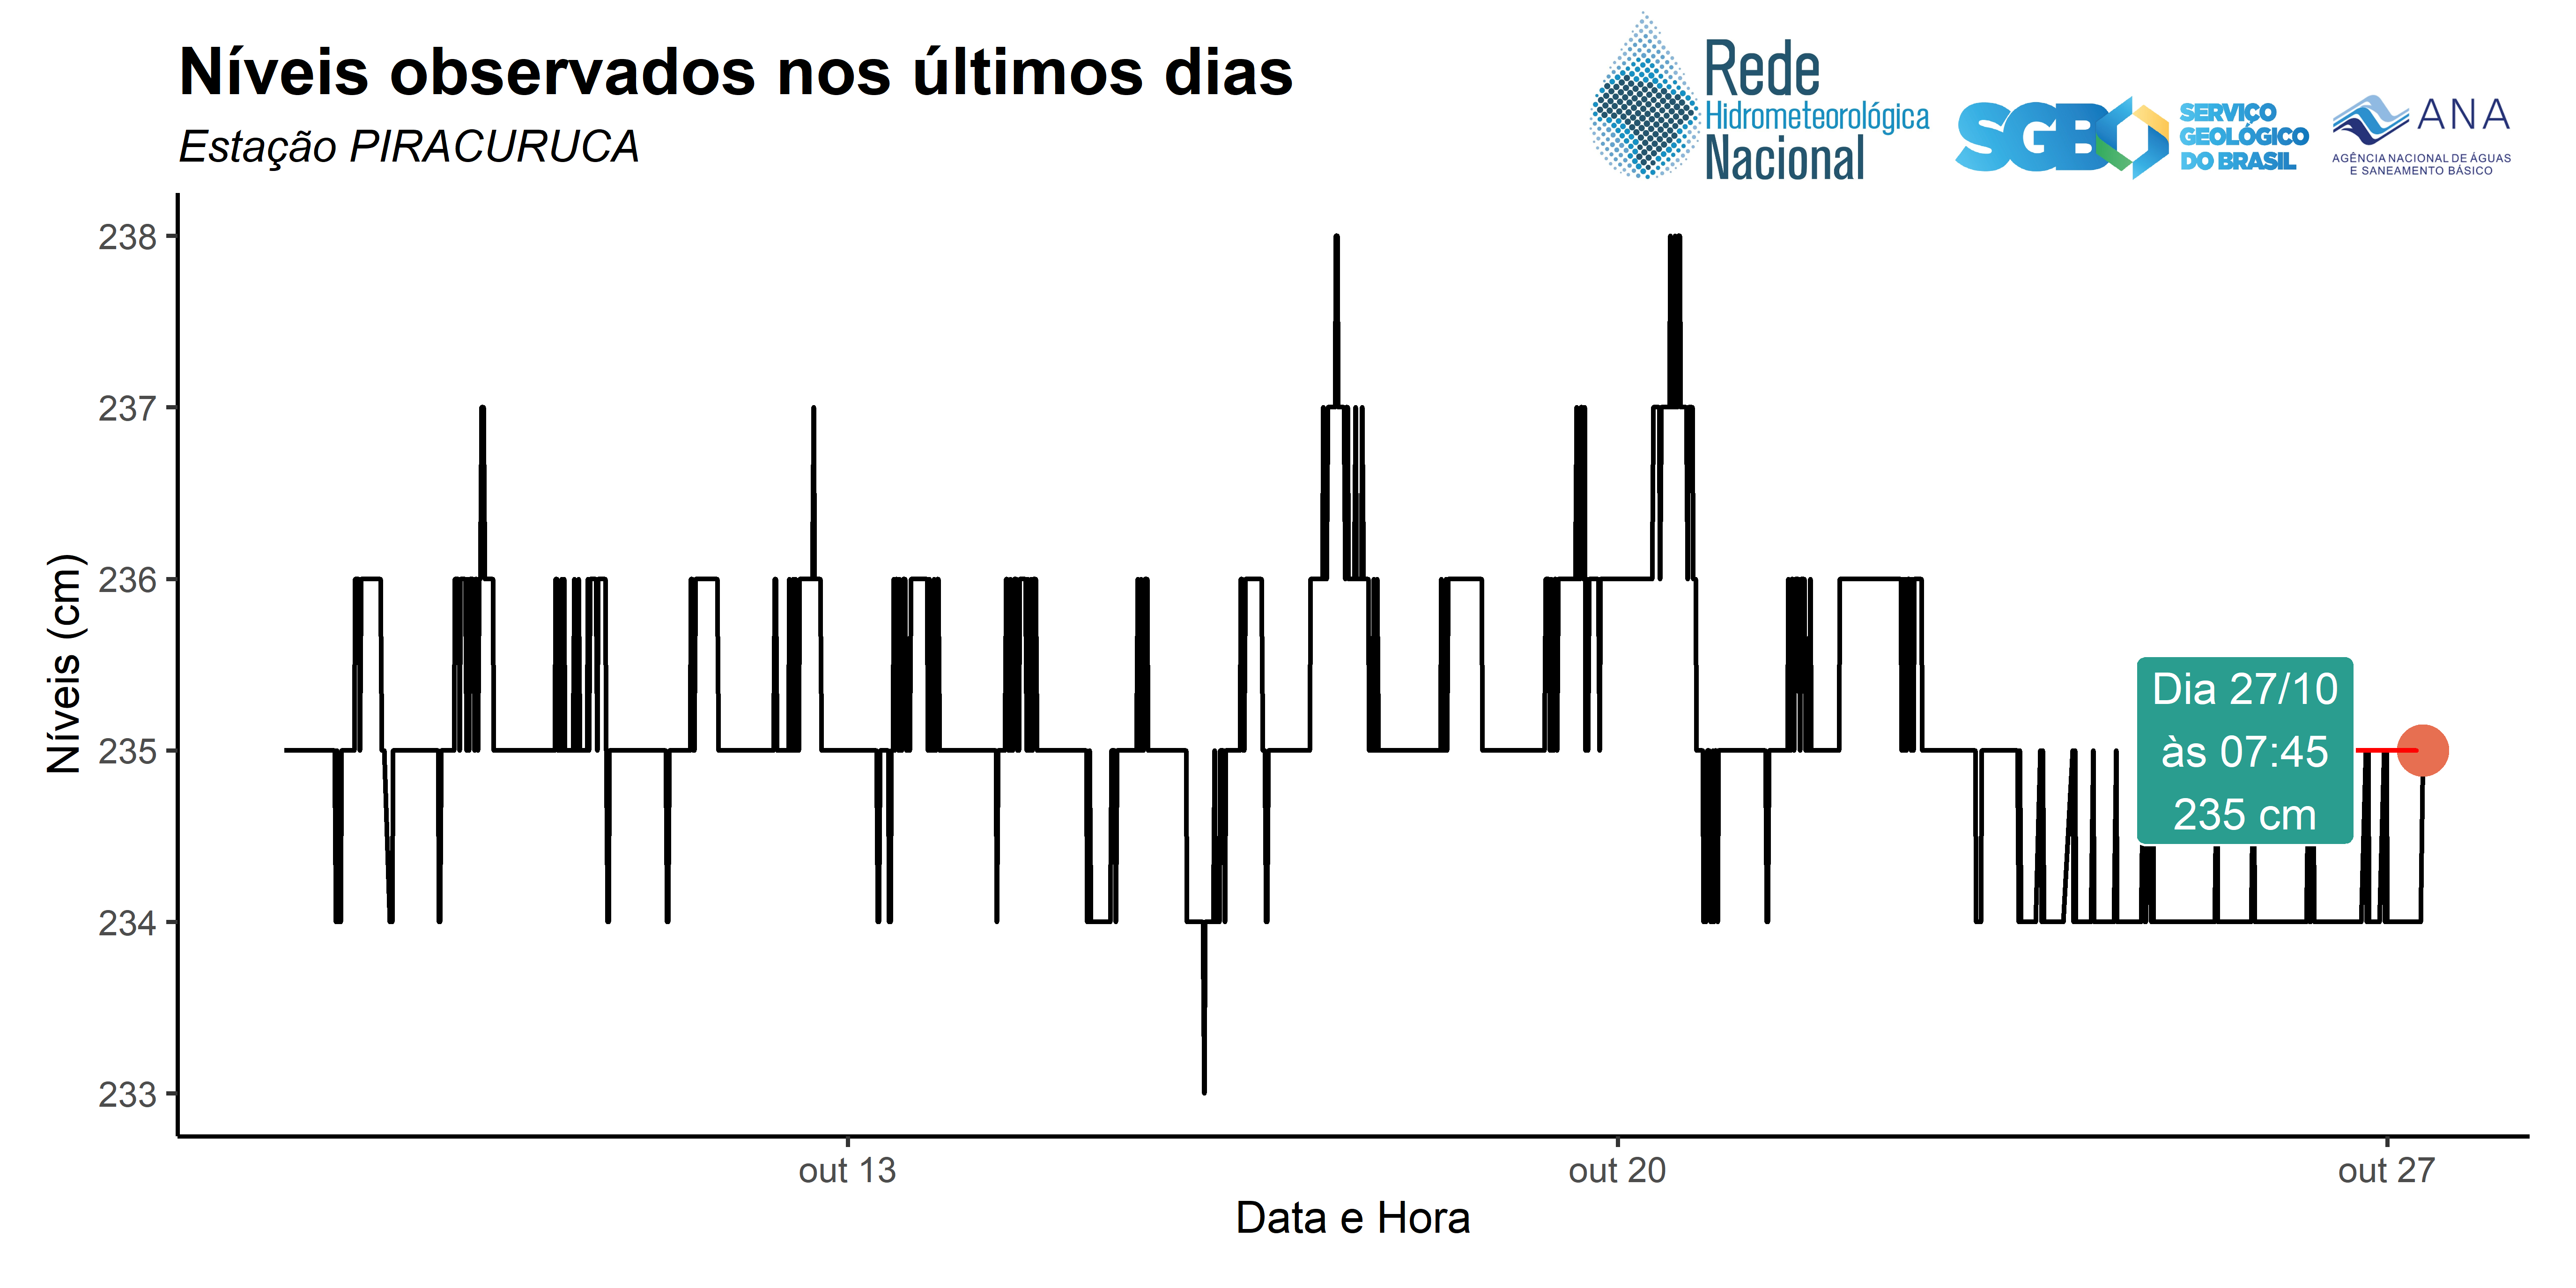 Níveis observados nos últimos dias
Estação PIRACURUCA
Rede
Hidrometeorológica
Nacional
SGB
SERVIÇO
GEOLÓGICO
DO BRASIL
ANA
AGÊNCIA NACIONAL DE ÁGUAS
E SANEAMENTO BÁSICO
Níveis (cm)
238
237
236
235
234
233
Dia 27/10
às 07:45
235 cm
out 13
out 20
out 27
Data e Hora